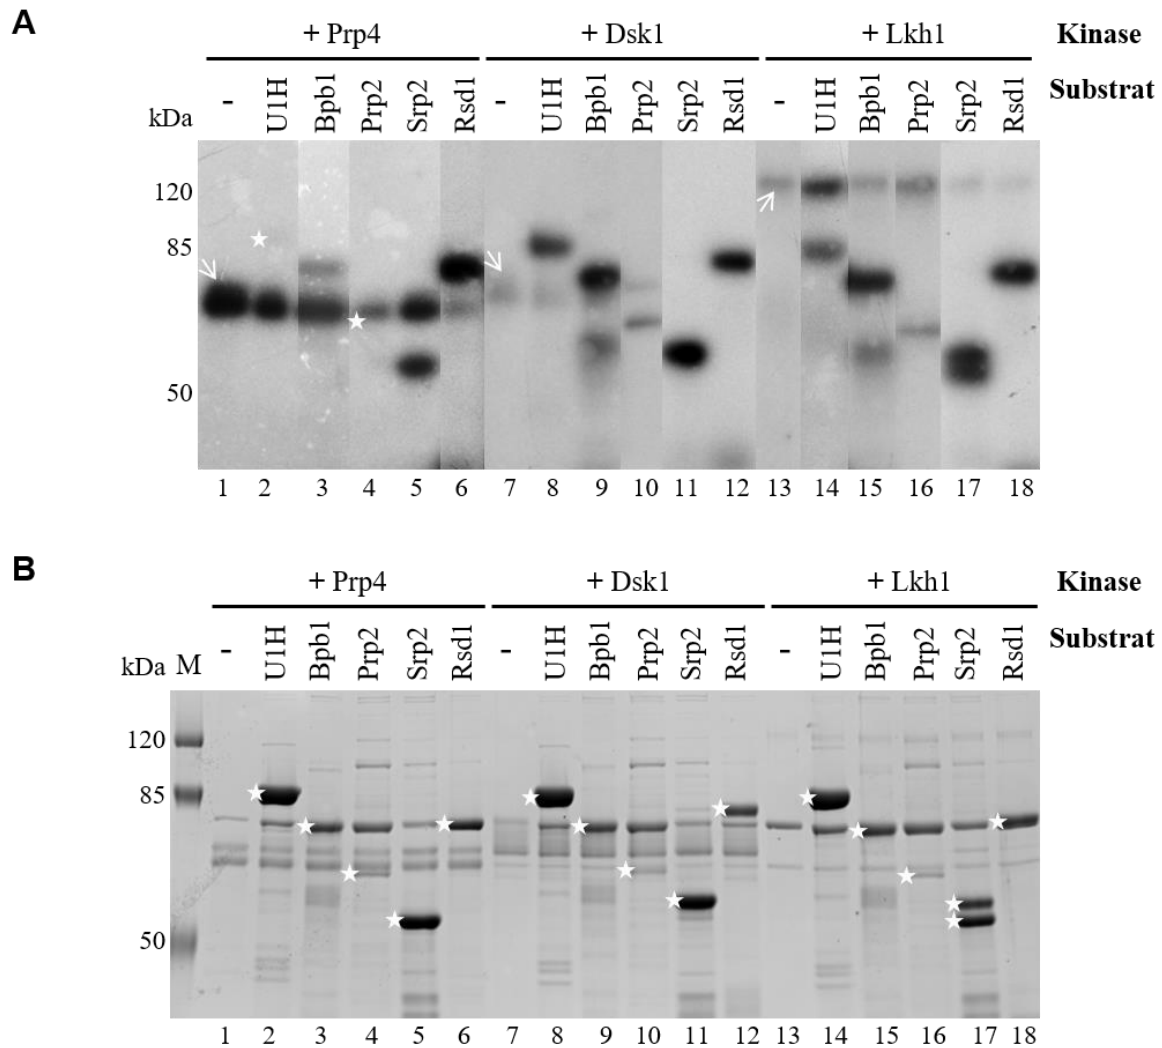 A
+ Prp4 + Dsk1 + Lkh1 Kinase
- U1H Bpb1 Prp2 Srp2 Rsd1 - U1H Bpb1 Prp2 Srp2 Rsd1 - U1H Bpb1 Prp2 Srp2 Rsd1 Substrat
kDa
120
85
50
1 2 3 4 5 6 7 8 9 10 11 12 13 14 15 16 17 18
B
+ Prp4 + Dsk1 + Lkh1 Kinase
- U1H Bpb1 Prp2 Srp2 Rsd1 - U1H Bpb1 Prp2 Srp2 Rsd1 - U1H Bpb1 Prp2 Srp2 Rsd1 Substrat
kDa M
120
85
50
1 2 3 4 5 6 7 8 9 10 11 12 13 14 15 16 17 18